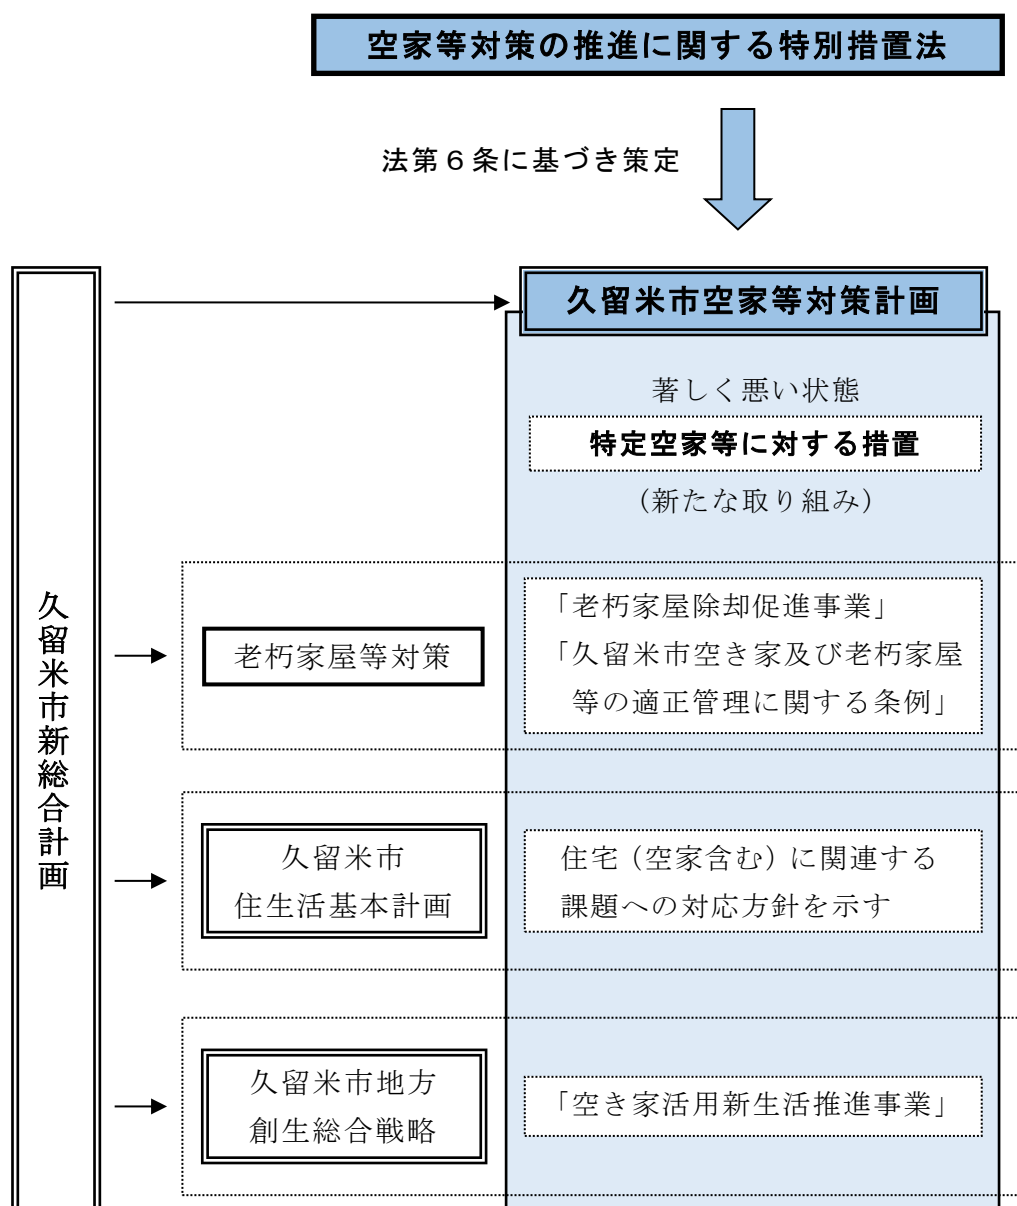 空家等対策の推進に関する特別措置法
法第６条に基づき策定
久留米市新総合計画
久留米市空家等対策計画
著しく悪い状態
特定空家等に対する措置
（新たな取り組み）
老朽家屋等対策
「老朽家屋除却促進事業」
「久留米市空き家及び老朽家屋
等の適正管理に関する条例」
久留米市
住生活基本計画
住宅（空家含む）に関連する
課題への対応方針を示す
久留米市地方
創生総合戦略
「空き家活用新生活推進事業」